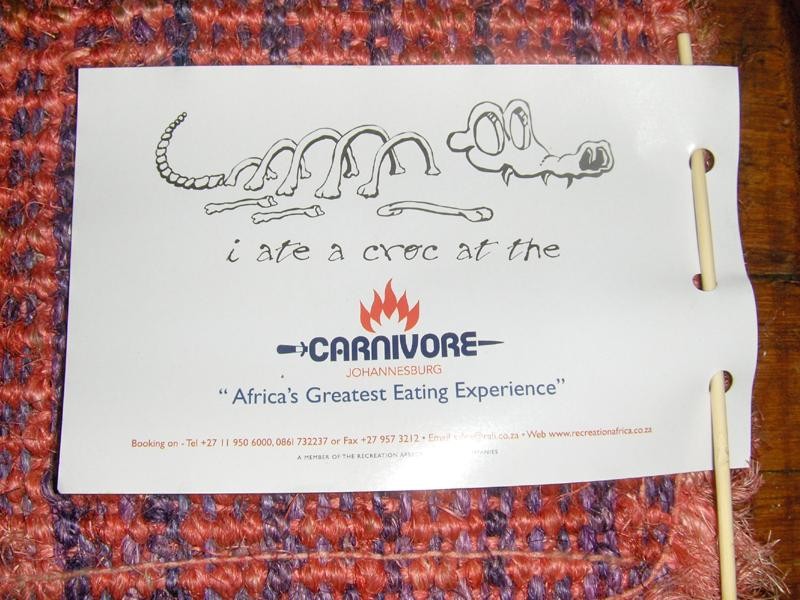 i ate a croc at the
CARNIVORE
JOHANNESBURG
“Africa's Greatest Eating Experience”
Booking on - Tel +27 11 950 6000, 0861 732237 or Fax +27 957 3212 • Email • Web www.recreationafrica.co.za
A MEMBER OF THE RECREATION